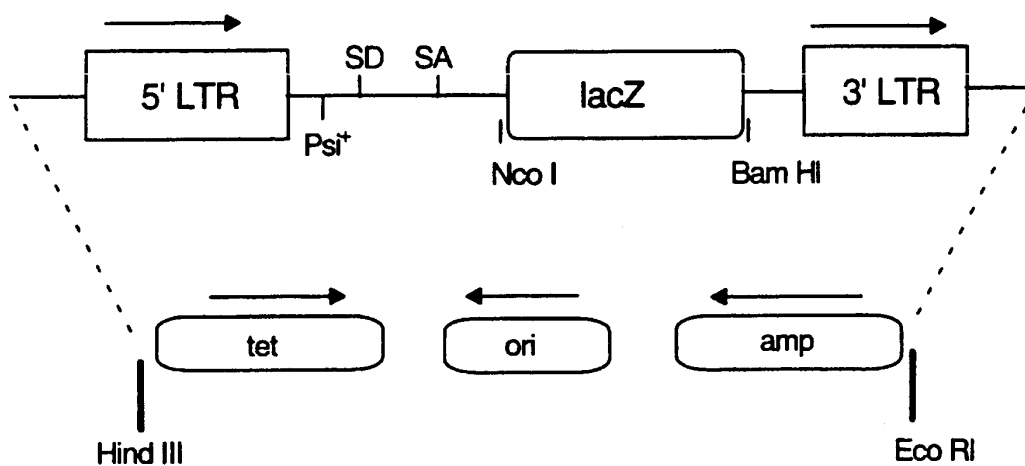 SD SA
5' LTR lacZ 3' LTR
Psi+
Nco I Bam HI
tet ori amp
Hind III Eco RI